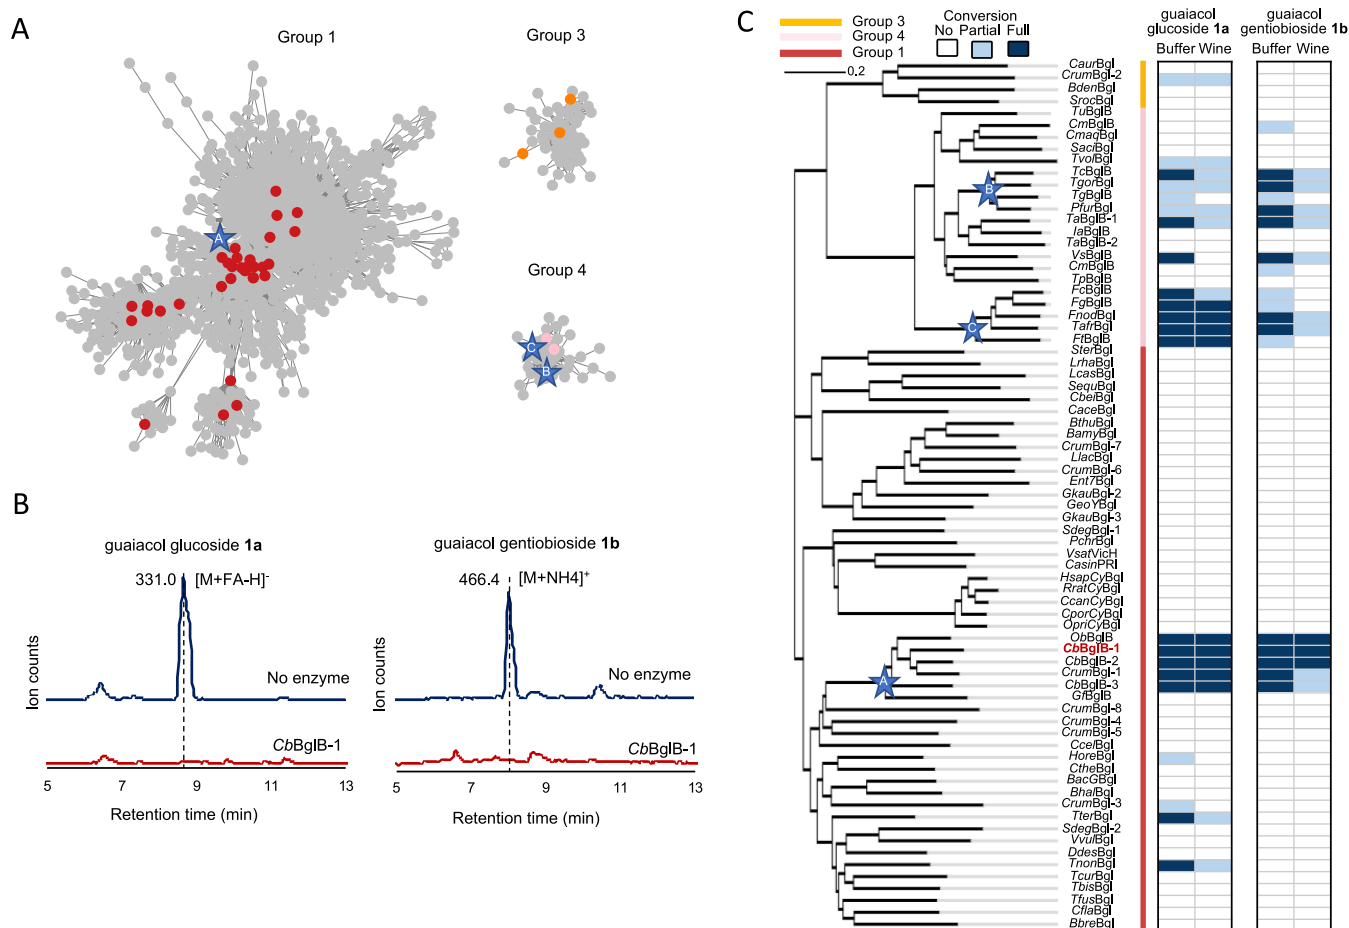 A
Group 1
Group 3
A
Group 4
C
B
B
guaiacol glucoside 1a
331.0
[M+FA-H]-
No enzyme
CbBglB-1
Ion counts
5 7 9 11 13
Retention time (min)
guaiacol gentiobioside 1b
466.4
[M+NH4]+
No enzyme
CbBglB-1
5 7 9 11 13
Retention time (min)
C
Group 3
Group 4
Group 1
0.2
Conversion
No Partial Full
guaiacol
glucoside 1a
Buffer Wine
guaiacol
gentiobioside 1b
Buffer Wine
CaurBgl
CrumBgl-2
BdenBgl
SrocBgl
TuBglB
CmBglB
CmaqBgl
SaciBgl
TvolBgl
TcBglB
TgorBgl
TgBglB
PfurBgl
TaBglB-1
IaBglB
TaBglB-2
VsBglB
CmBglB
TpBglB
FcBglB
FgBglB
FnodBgl
TafrBgl
FtBglB
SterBgl
LrhaBgl
LcasBgl
SequBgl
CbeiBgl
CaceBgl
BthuBgl
BamyBgl
CrumBgl-7
LlacBgl
CrumBgl-6
Ent7Bgl
GkauBgl-2
GeoYBgl
GkauBgl-3
SdegBgl-1
PchrBgl
VsatVicH
CasinPRI
HsapCyBgl
RratCyBgl
CcanCyBgl
CporCyBgl
OpriCyBgl
ObBglB
CbBglB-1
CbBglB-2
CrumBgl-1
CbBglB-3
GfBglB
CrumBgl-8
CrumBgl-4
CrumBgl-5
CcelBgl
HoreBgl
CtheBgl
BacGBgl
BhalBgl
CrumBgl-3
TterBgl
SdegBgl-2
VvulBgl
DdesBgl
TnonBgl
TcurBgl
TbisBgl
TfusBgl
CflaBgl
BbreBgl
B
C
A